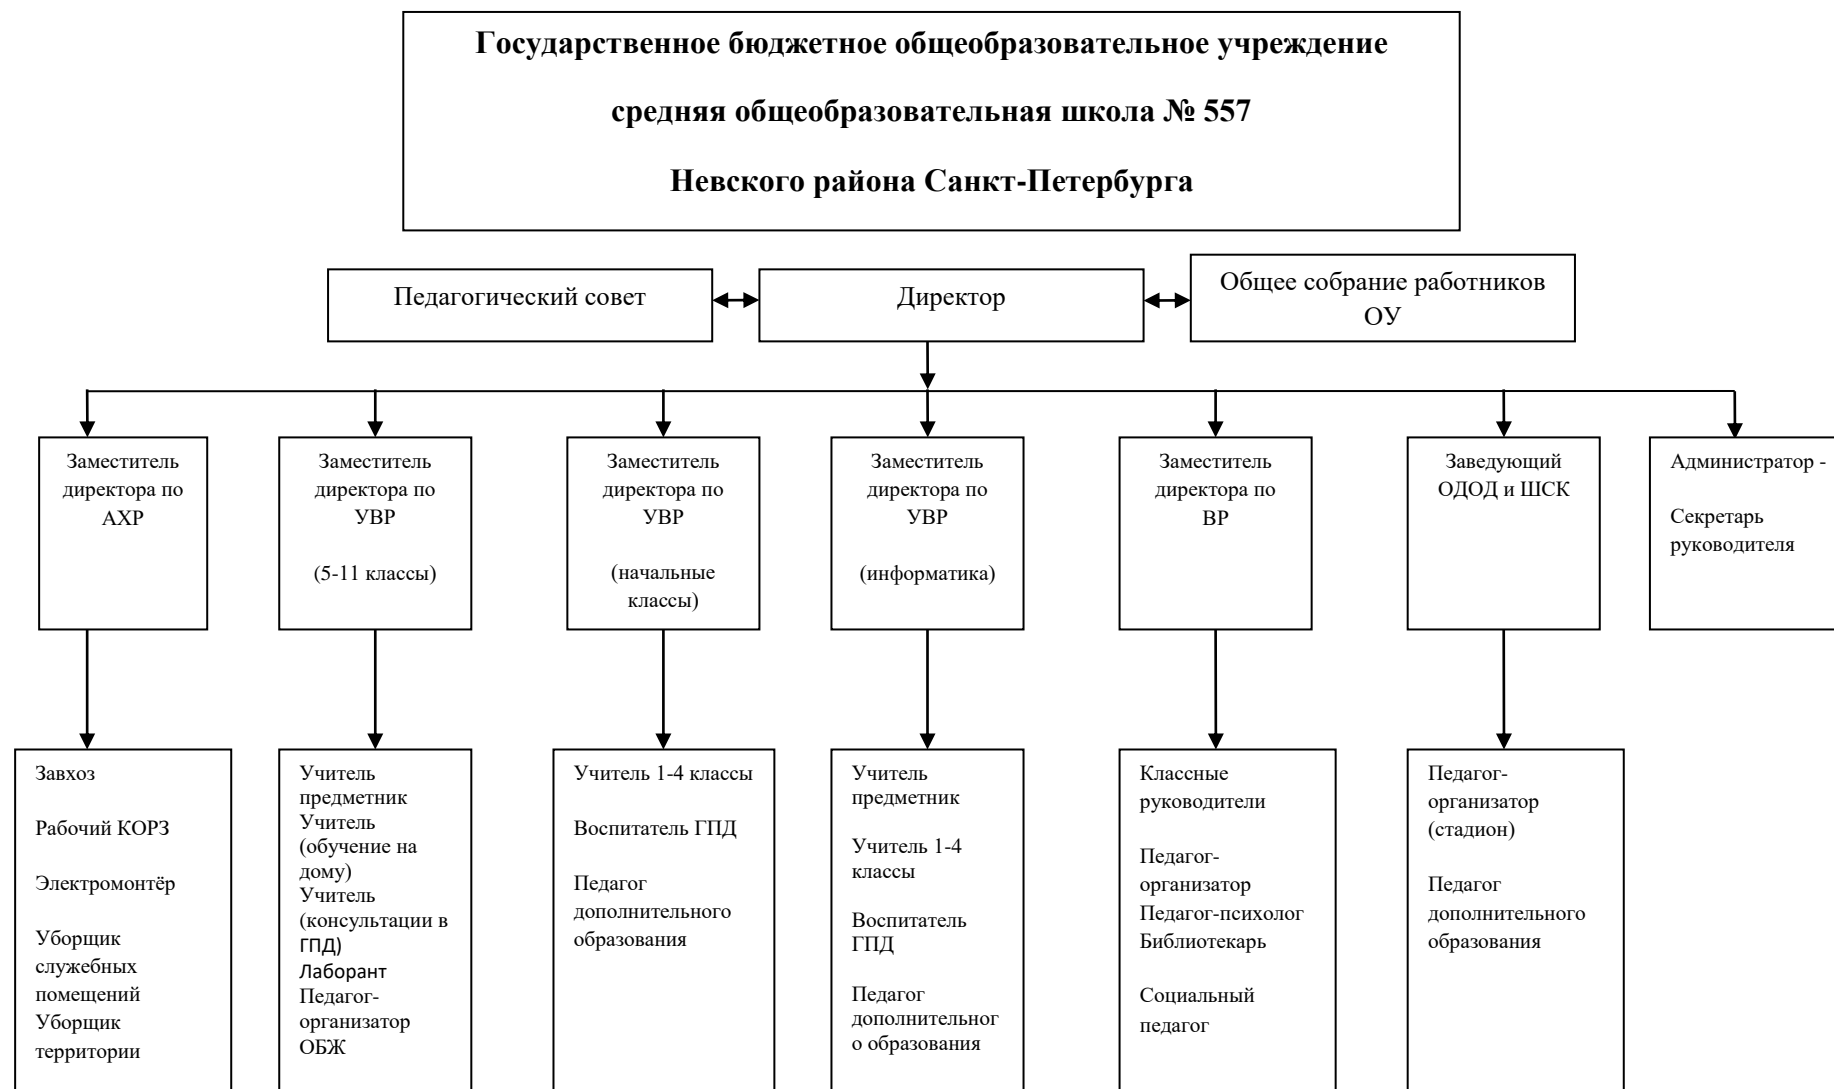 Государственное бюджетное общеобразовательное учреждение
средняя общеобразовательная школа № 557
Невского района Санкт-Петербурга
Педагогический совет
Директор
Общее собрание работников
ОУ
Заместитель
директора по
АХР
Заместитель
директора по
УВР
(5-11 классы)
Заместитель
директора по
УВР
(начальные
классы)
Заместитель
директора по
УВР
(информатика)
Заместитель
директора по
ВР
Заведующий
ОДОД и ШСК
Администратор -
Секретарь
руководителя
Завхоз
Рабочий КОРЗ
Электромонтёр
Уборщик
служебных
помещений
Уборщик
территории
Учитель
предметник
Учитель
(обучение на
дому)
Учитель
(консультации в
ГПД)
Лаборант
Педагог-
организатор
ОБЖ
Учитель 1-4 классы
Воспитатель ГПД
Педагог
дополнительного
образования
Учитель
предметник
Учитель 1-4
классы
Воспитатель
ГПД
Педагог
дополнительног
о образования
Классные
руководители
Педагог-
организатор
Педагог-психолог
Библиотекарь
Социальный
педагог
Педагог-
организатор
(стадион)
Педагог
дополнительного
образования